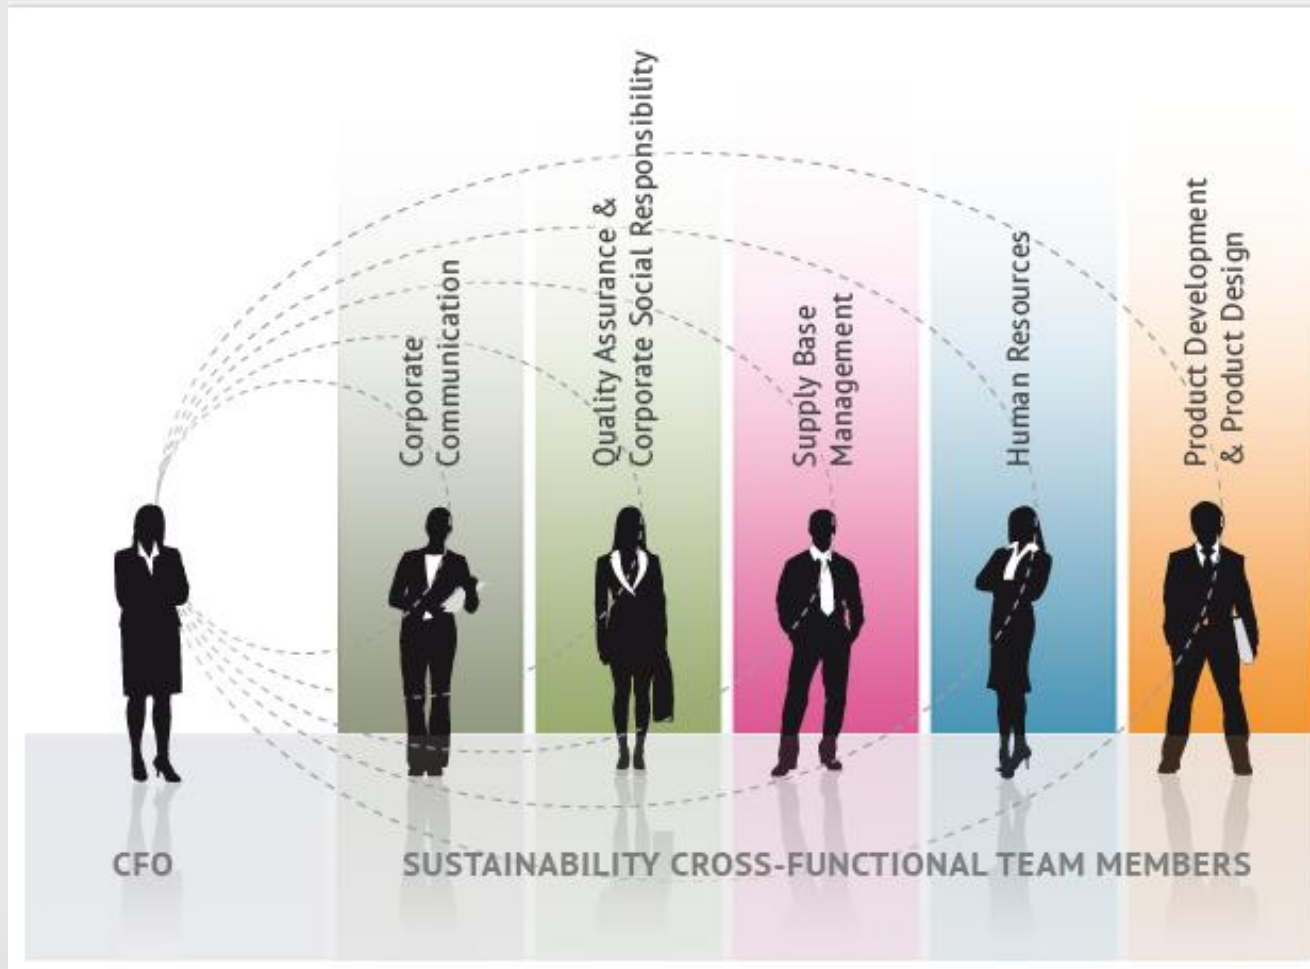 Corporate
Communication
Quality Assurance &
Corporate Social Responsibility
Supply Base
Management
Human Resources
Product Development
& Product Design
CFO
SUSTAINABILITY CROSS-FUNCTIONAL TEAM MEMBERS